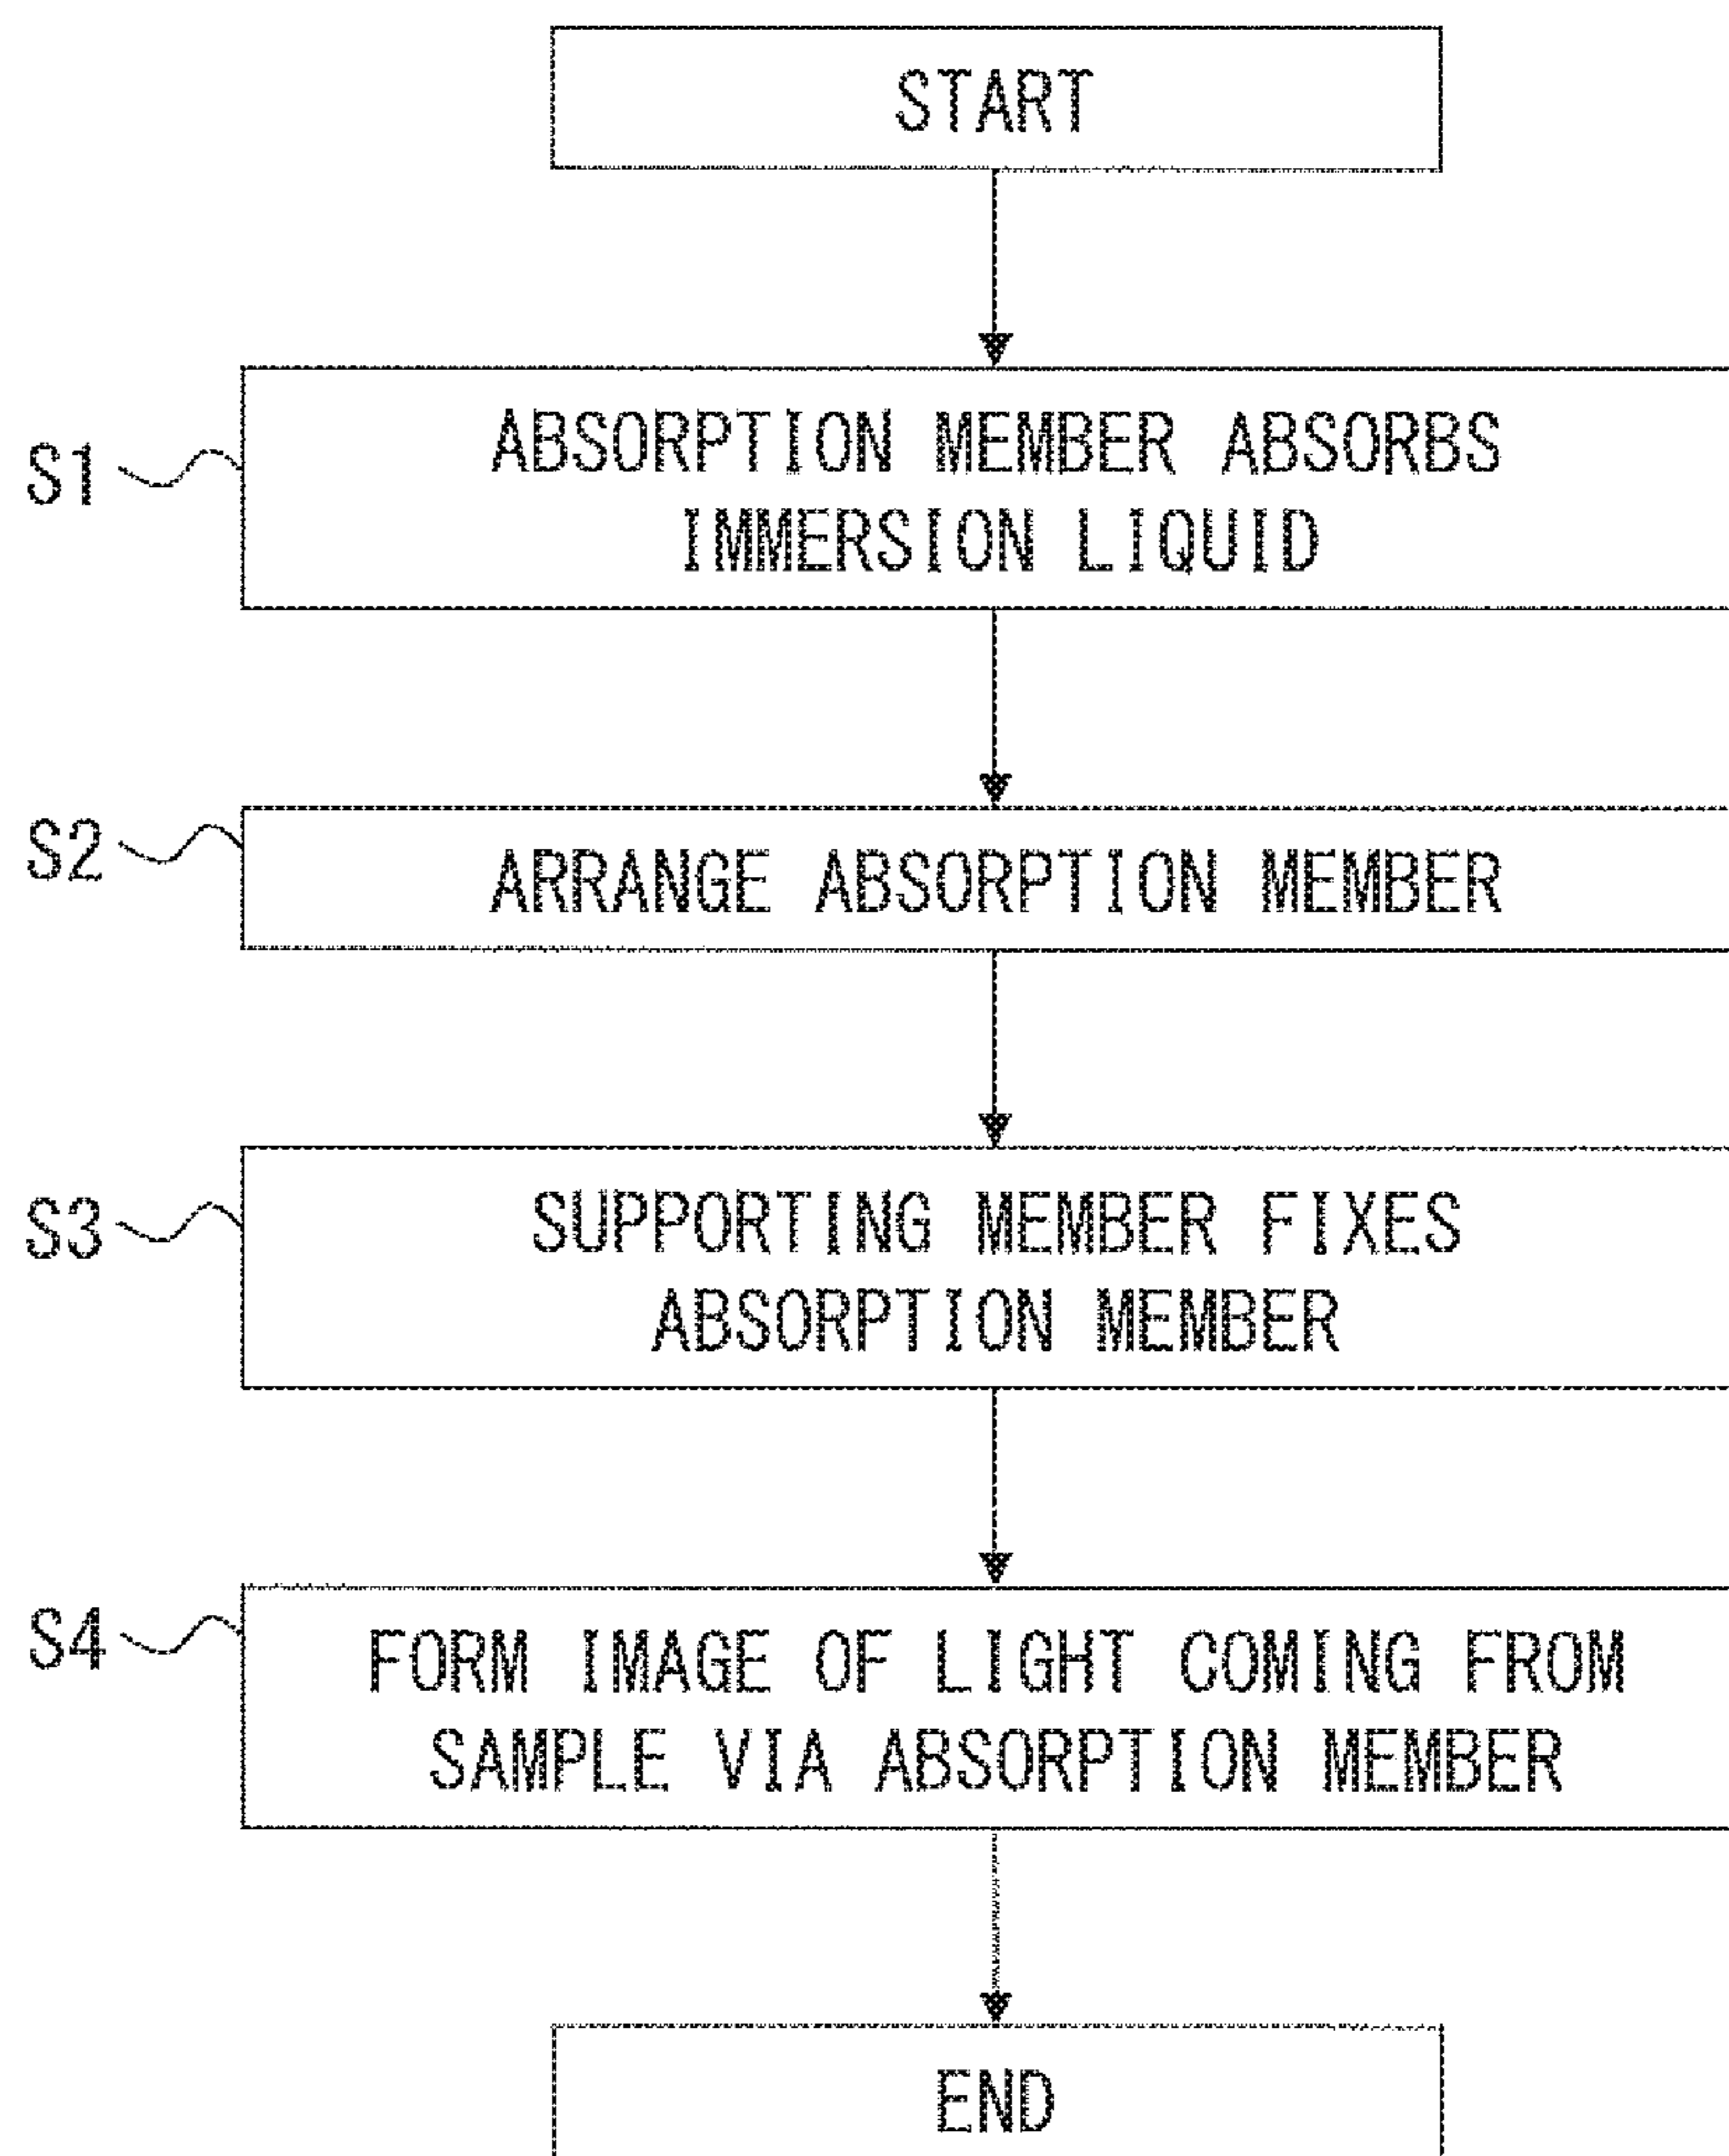 START
S1
ABSORPTION MEMBER ABSORBS
IMMERSION LIQUID
S2
ARRANGE ABSORPTION MEMBER
S3
SUPPORTING MEMBER FIXES
ABSORPTION MEMBER
S4
FORM IMAGE OF LIGHT COMING FROM
SAMPLE VIA ABSORPTION MEMBER
END